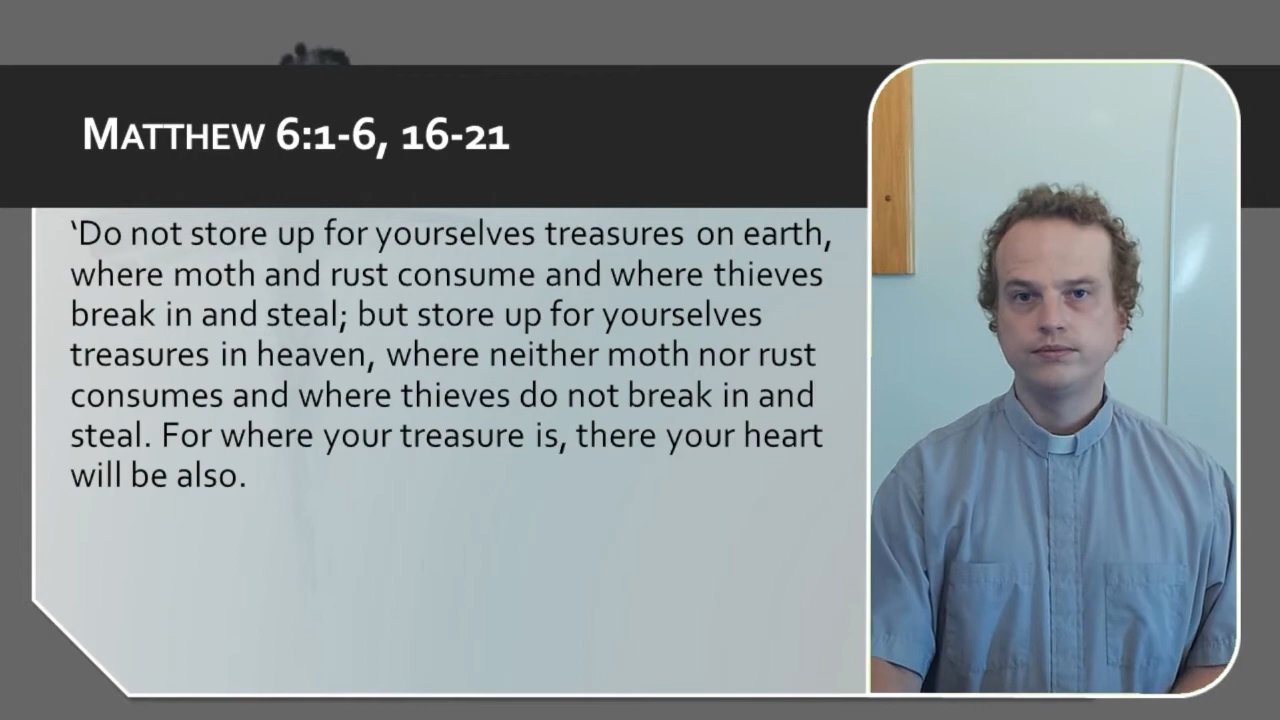 MATTHEW 6:1-6, 16-21
‘Do not store up for yourselves treasures on earth,
where moth and rust consume and where thieves
break in and steal; but store up for yourselves
treasures in heaven, where neither moth nor rust
consumes and where thieves do not break in and
steal. For where your treasure is, there your heart
will be also.